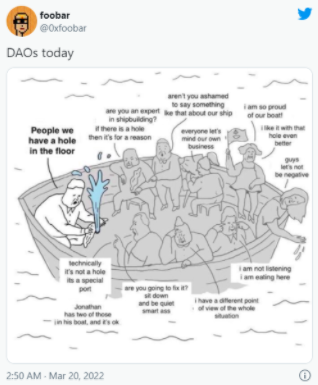 foobar
@0xfoobar
DAOs today
aren't you ashamed
to say something
like that about our ship
are you an expert
in shipbuilding?
if there is a hole
then it's for a reason
i am so proud
of our boat!
People we
have a hole
in the floor
everyone let's
mind our own
business
i like it with that
hole even
better
guys
let's not
be negative
technically
it's not a hole
its a special
port
Jonathan
has two of those
in his boat, and it's ok
are you going to fix it?
sit down
and be quiet
smart ass
i have a different point
of view of the whole
situation
i am not listening
i am eating here
2:50 AM · Mar 20, 2022